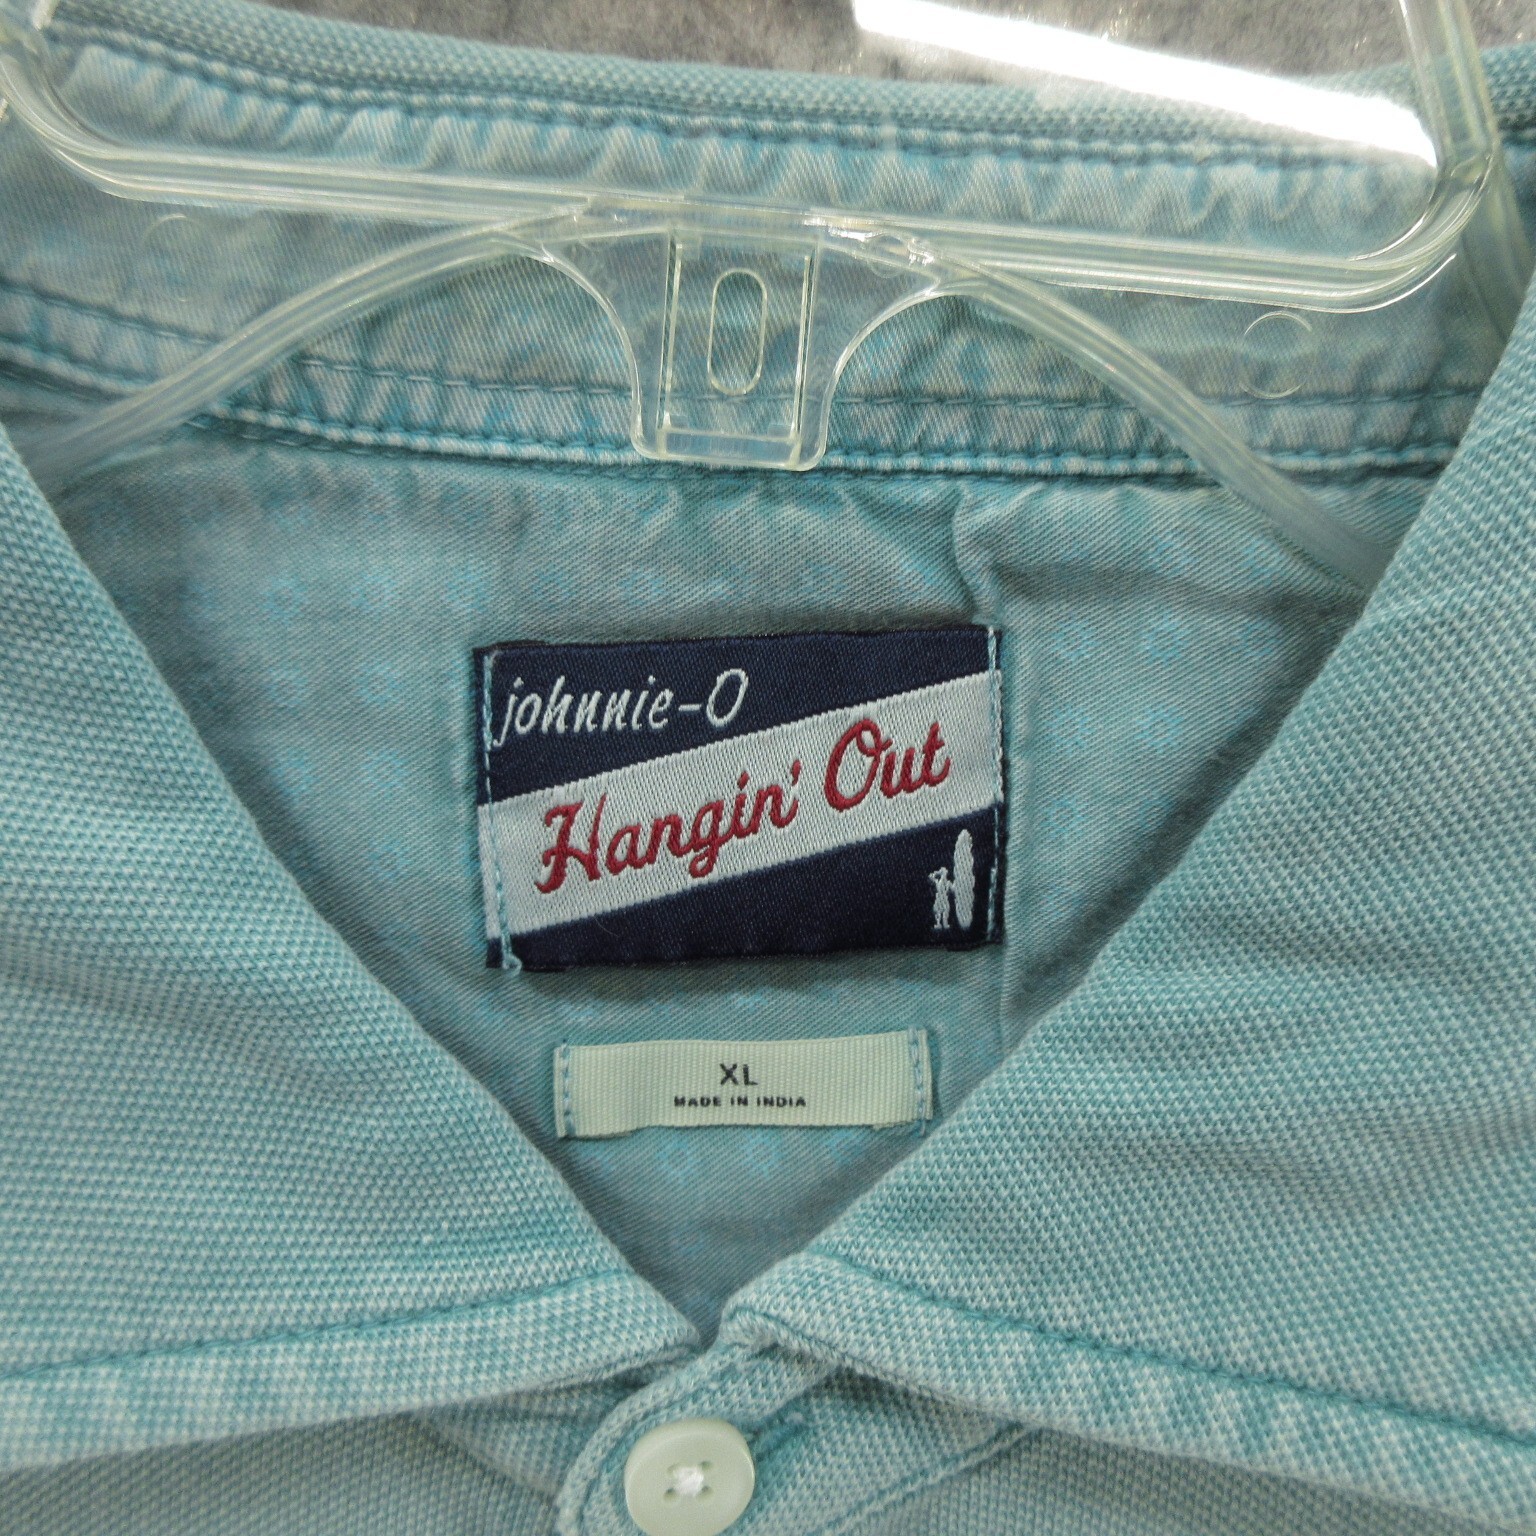 johnnie-O
Hangin' Out
XL
MADE IN INDIA